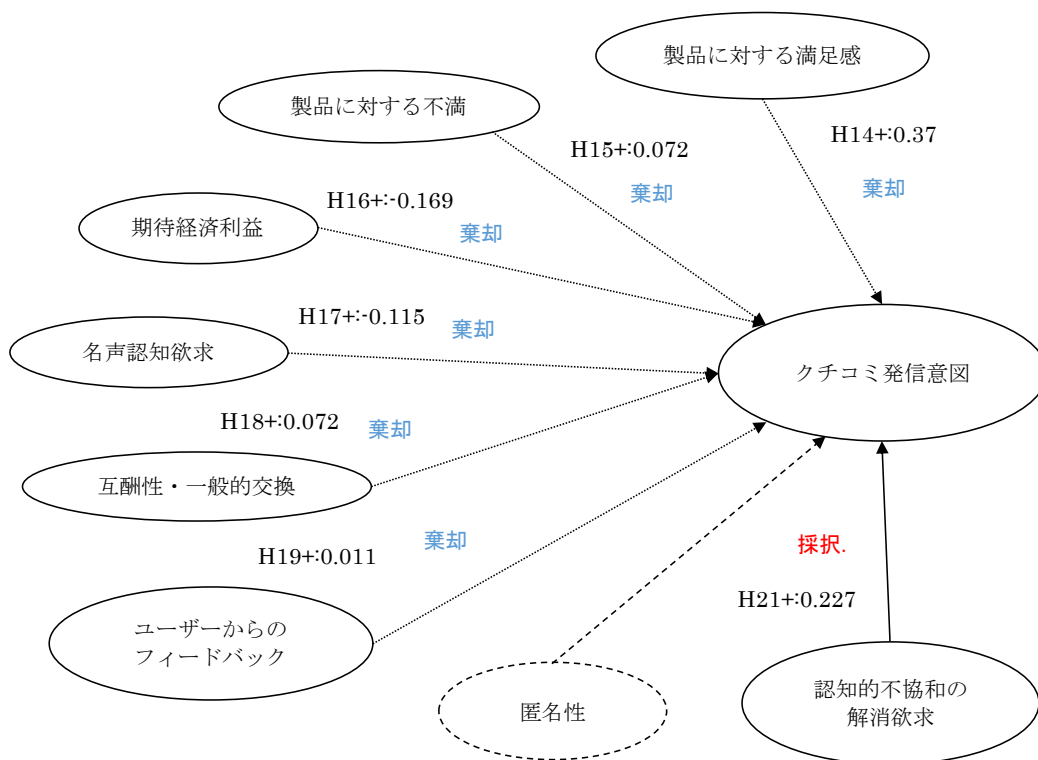 製品に対する満足感
製品に対する不満
H14+:0.37
棄却
H15+:0.072
棄却
H16+:-0.169
棄却
期待経済利益
H17+:-0.115
棄却
名声認知欲求
クチコミ発信意図
H18+:0.072
棄却
互酬性・一般的交換
H19+:0.011
棄却
採択.
H21+:0.227
ユーザーからの
フィードバック
匿名性
認知的不協和の
解消欲求